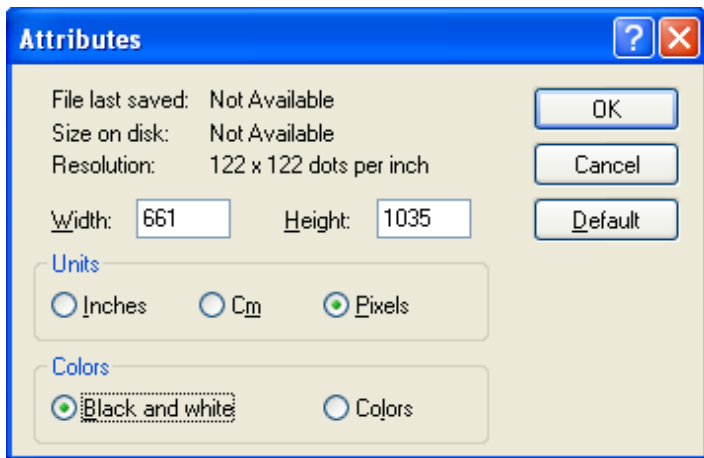 Attributes
File last saved: Not Available
Size on disk: Not Available
Resolution: 122 x 122 dots per inch
Width: 661 Height: 1035
Units
Inches Cm Pixels
Colors
Black and white Colors
OK
Cancel
Default